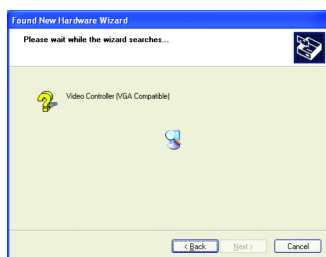 Found New Hardware Wizard
Please wait while the wizard searches...
Video Controller (VGA Compatible)
< Back Next > Cancel